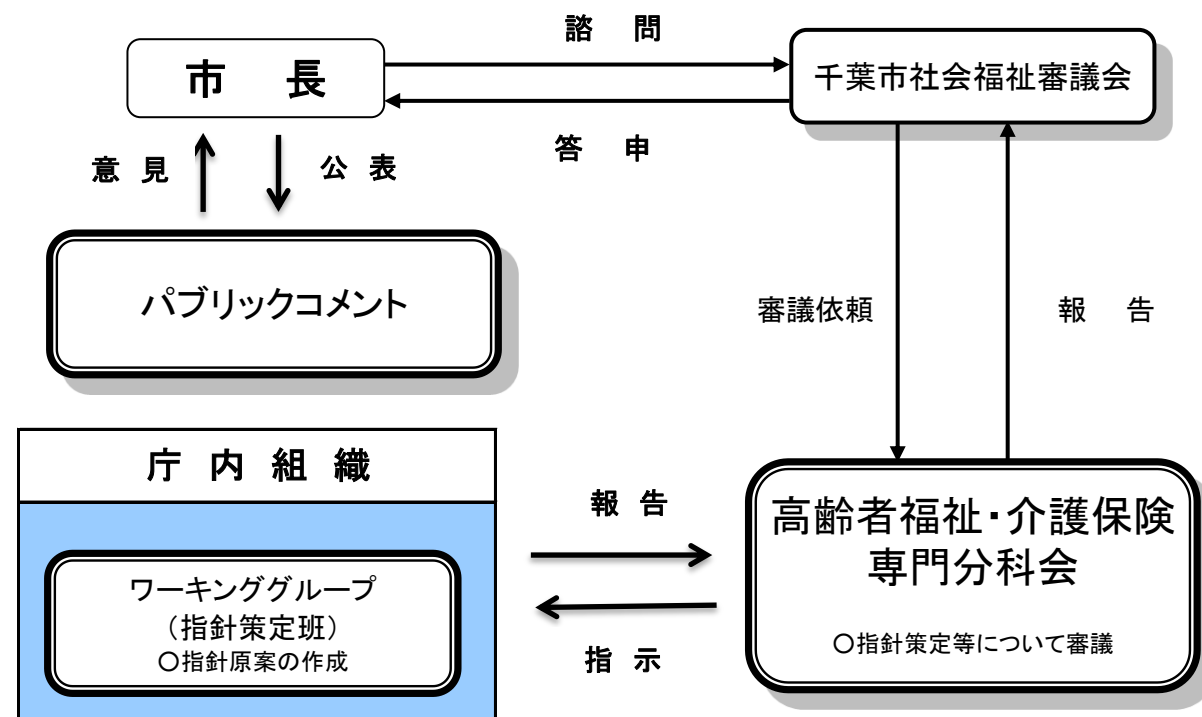 諮 問
市 長
千葉市社会福祉審議会
答 申
意 見
公 表
パブリックコメント
審議依頼
報 告
庁 内 組 織
報 告
高齢者福祉・介護保険
専門分科会
○指針策定等について審議
ワーキンググループ
（指針策定班）
○指針原案の作成
指 示